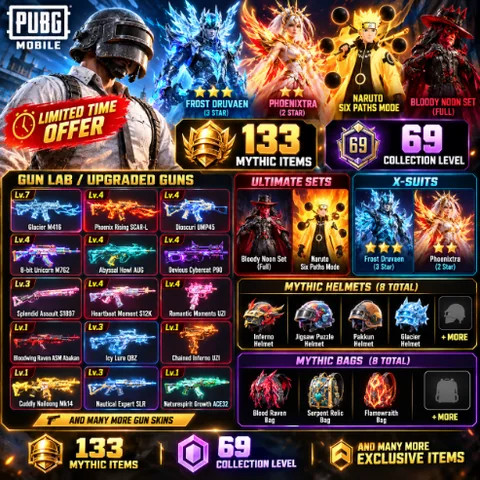 PUBG
MOBILE
LIMITED TIME
OFFER
FROST DRUVAEN
(3 STAR)
PHOENIXTRA
(2 STAR)
NARUTO
SIX PATHS MODE
BLOODY NOON SET
(FULL)
133
MYTHIC ITEMS
69
69
COLLECTION LEVEL
GUN LAB / UPGRADED GUNS
Lv.7
Glacier M416
Lv.4
Phoenix Rising SCAR-L
Lv.4
Dioscuri UMP45
Lv.4
8-bit Unicorn M762
Lv.4
Abyssal Howl AUG
Lv.4
Devious Cybercat P90
Lv.3
Splendid Assault S1897
Lv.4
Heartbeat Moment S12K
Lv.4
Romantic Moments UZI
Lv.1
Bloodwing Raven ASM Abakan
Lv.3
Icy Lure QBZ
Lv.1
Chained Inferno UZI
Lv.1
Cuddly Nailoong Mk14
Lv.3
Nautical Expert SLR
Lv.1
Naturespirit Growth ACE32
AND MANY MORE GUN SKINS
ULTIMATE SETS
Bloody Noon Set
(Full)
Naruto
Six Paths Mode
X-SUITS
Frost Druvaen
(3 Star)
Phoenixtra
(2 Star)
MYTHIC HELMETS (8 TOTAL)
Inferno
Helmet
Jigsaw Puzzle
Helmet
Pakkun
Helmet
Glacier
Helmet
+ MORE
MYTHIC BAGS (8 TOTAL)
Blood Raven
Bag
Serpent Relic
Bag
Flamewraith
Bag
+ MORE
133
MYTHIC ITEMS
69
COLLECTION LEVEL
AND MANY MORE
EXCLUSIVE ITEMS